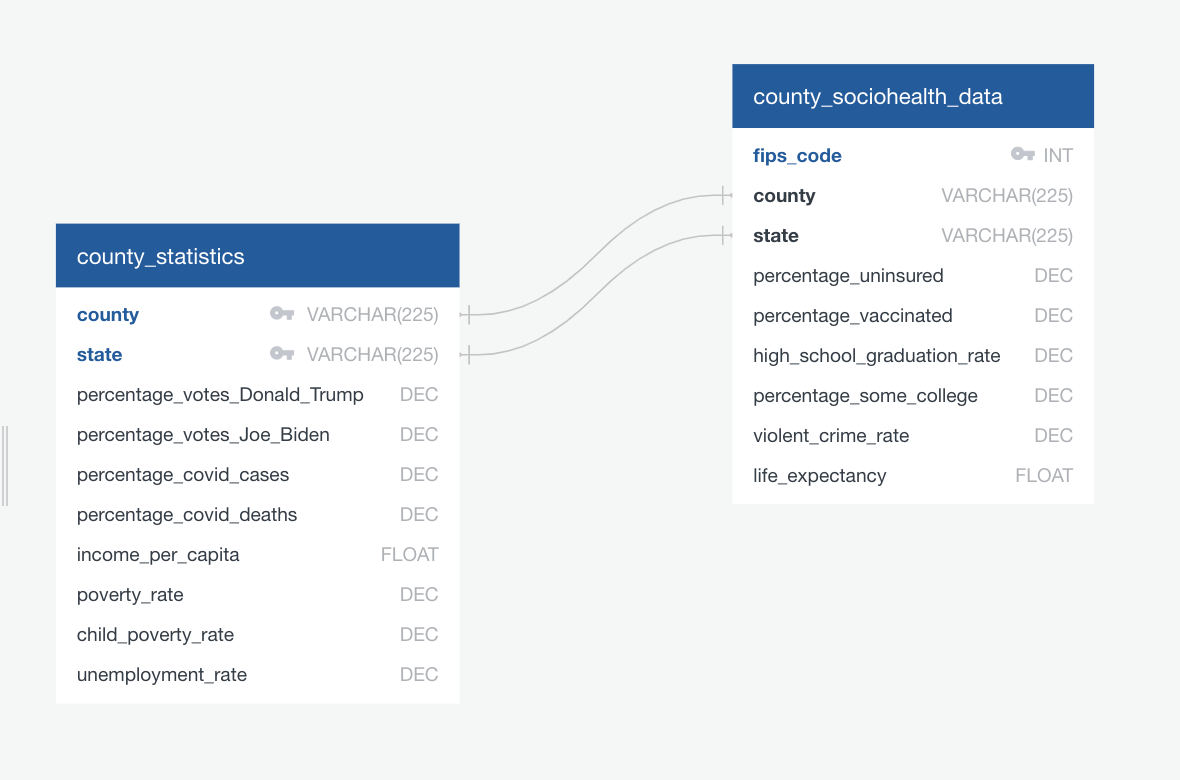 county_statistics
county VARCHAR(225)
state VARCHAR(225)
percentage_votes_Donald_Trump DEC
percentage_votes_Joe_Biden DEC
percentage_covid_cases DEC
percentage_covid_deaths DEC
income_per_capita FLOAT
poverty_rate DEC
child_poverty_rate DEC
unemployment_rate DEC
county_sociohealth_data
fips_code INT
county VARCHAR(225)
state VARCHAR(225)
percentage_uninsured DEC
percentage_vaccinated DEC
high_school_graduation_rate DEC
percentage_some_college DEC
violent_crime_rate DEC
life_expectancy FLOAT